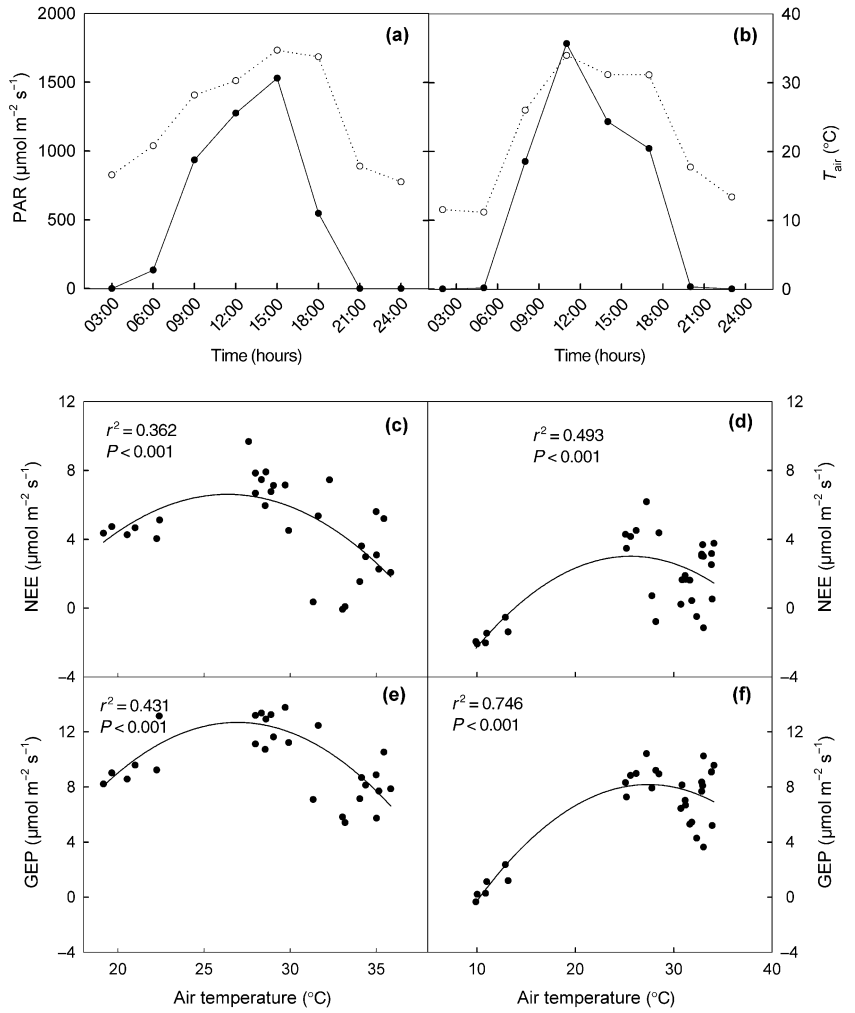 2000
1500
1000
500
0
PAR (μmol m⁻² s⁻¹)
(a)
03:00
06:00
09:00
12:00
15:00
18:00
21:00
24:00
Time (hours)
(b)
03:00
06:00
09:00
12:00
15:00
18:00
21:00
24:00
Time (hours)
40
30
20
10
0
Tair (°C)
12
8
4
0
−4
NEE (μmol m⁻² s⁻¹)
r² = 0.362
P < 0.001
(c)
r² = 0.493
P < 0.001
(d)
12
8
4
0
−4
NEE (μmol m⁻² s⁻¹)
12
8
4
0
−4
GEP (μmol m⁻² s⁻¹)
r² = 0.431
P < 0.001
(e)
20
25
30
35
Air temperature (°C)
r² = 0.746
P < 0.001
(f)
10
20
30
40
Air temperature (°C)
12
8
4
0
−4
GEP (μmol m⁻² s⁻¹)